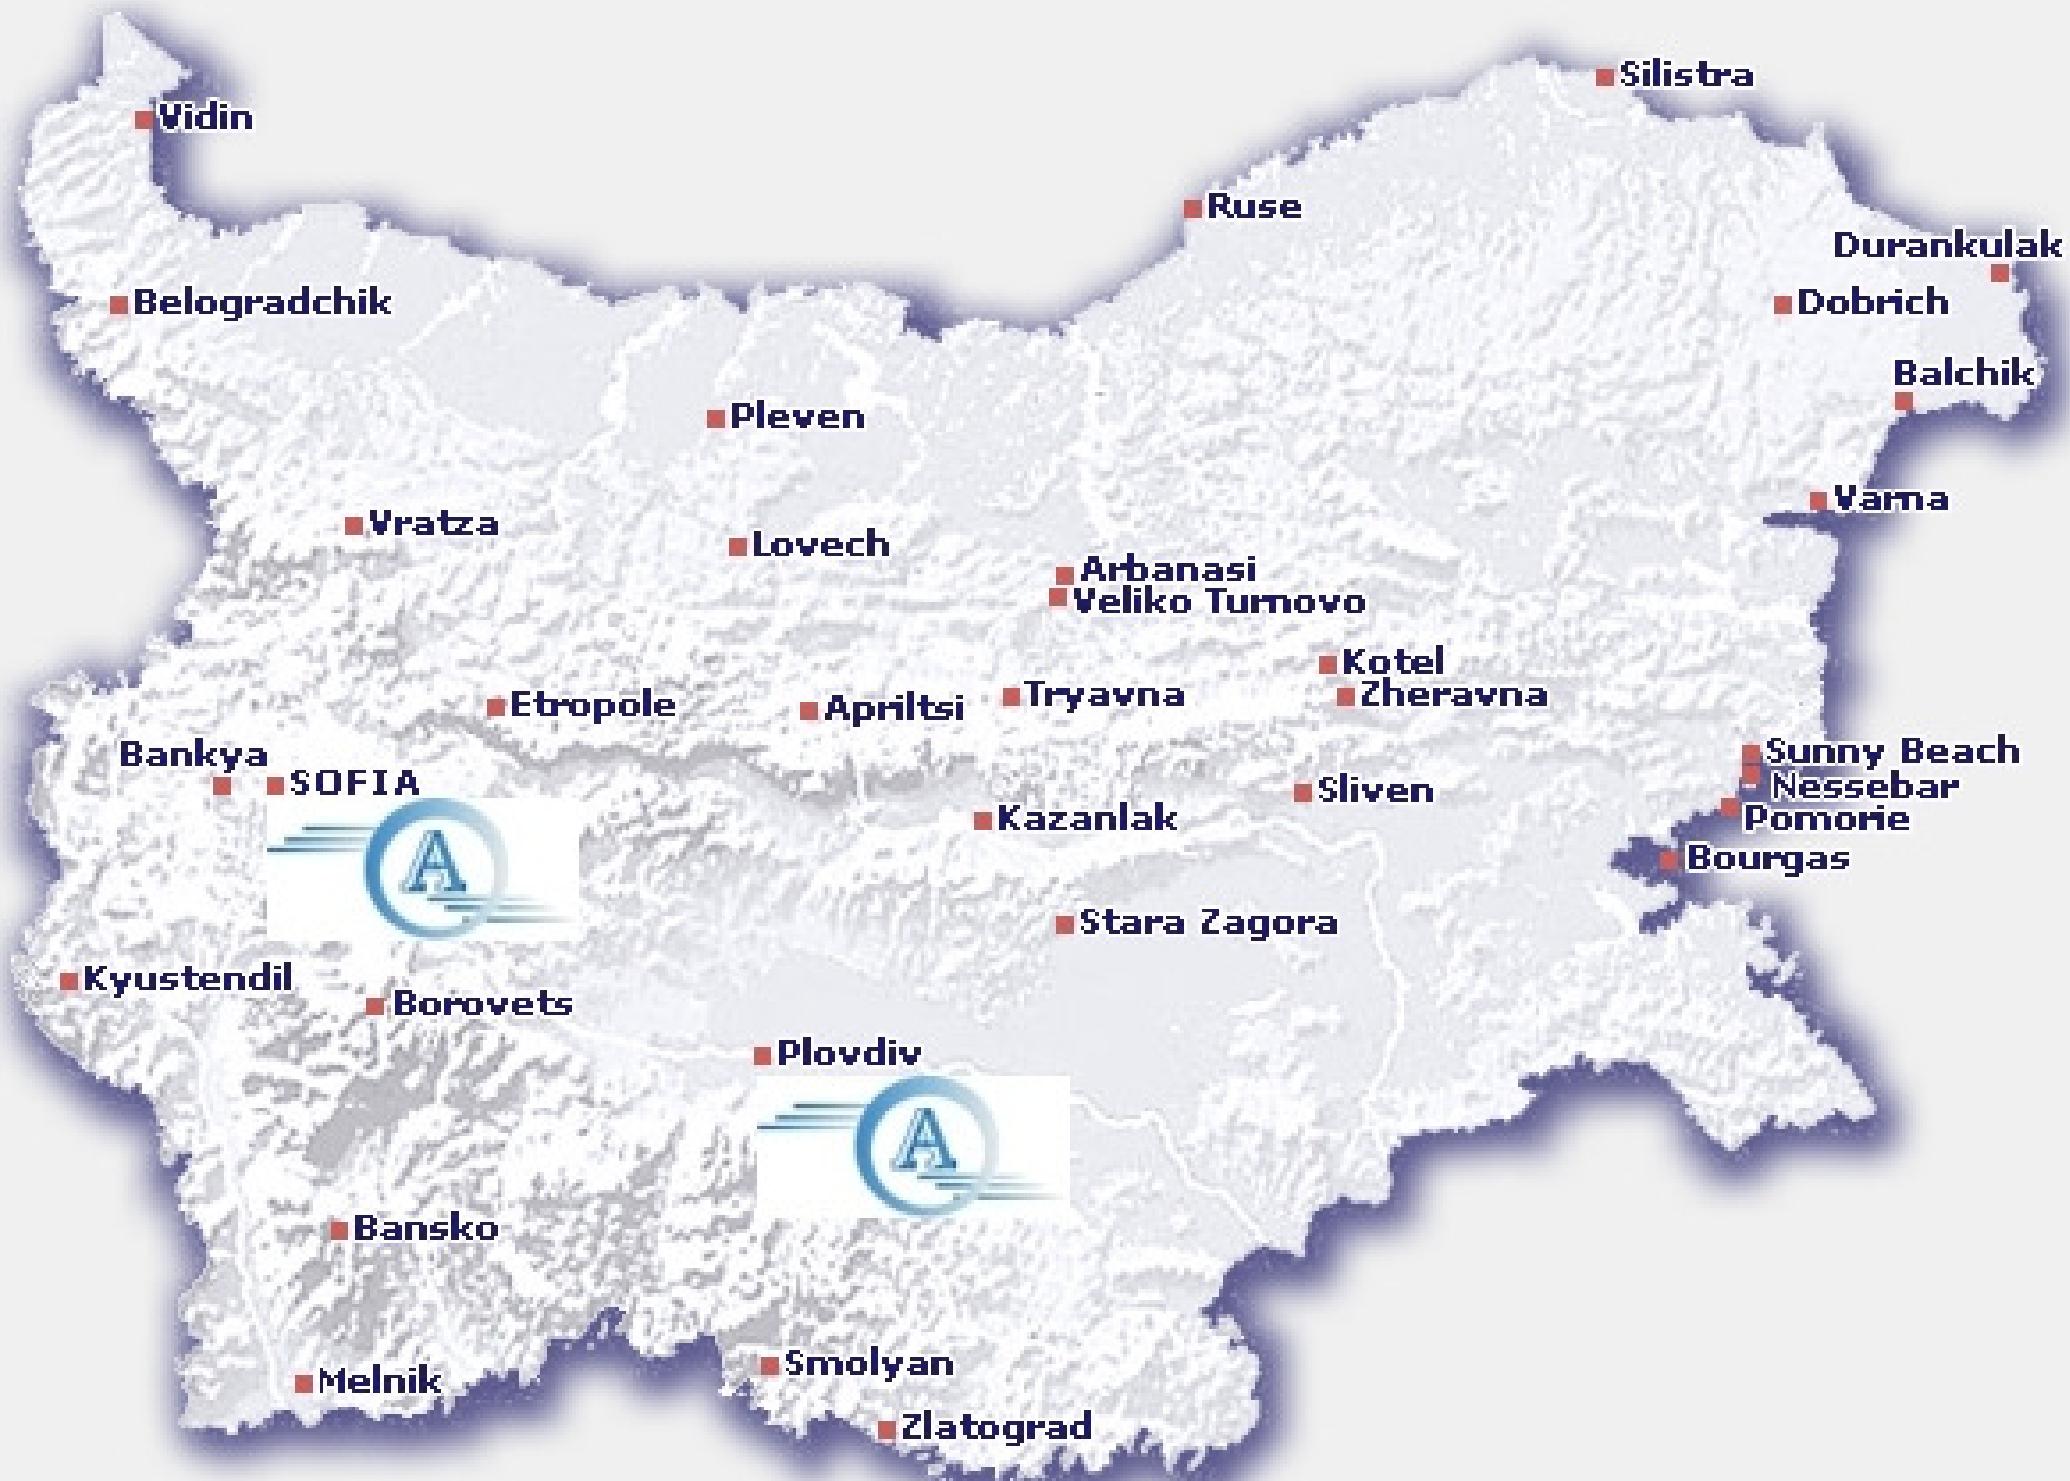 Silistra
Vidin
Ruse
Durankulak
Belogradchik
Dobrich
Balchik
Pleven
Varna
Vratza
Lovech
Arbanasi
Veliko Turnovo
Kotel
Tryavna
Zheravna
Etropole
Apriltsi
Sunny Beach
Bankya
SOFIA
Nessebar
Sliven
Kazanlak
Pomorie
Bourgas
A
Stara Zagora
Kyustendil
Borovets
Plovdiv
A
Bansko
Smolyan
Melnik
Zlatograd